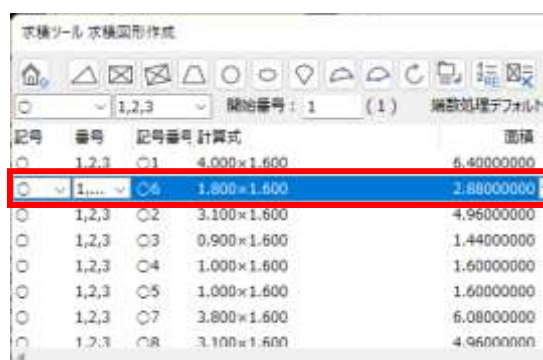 求積ツール 求積図形作成
○ 1,2,3 開始番号： 1 (1) 端数処理デフォルト
記号 番号 記号番号 計算式 面積
○ 1,2,3 ○1 4.000×1.600 6.40000000
○ 1,... ○6 1.800×1.600 2.88000000
○ 1,2,3 ○2 3.100×1.600 4.96000000
○ 1,2,3 ○3 0.900×1.600 1.44000000
○ 1,2,3 ○4 1.000×1.600 1.60000000
○ 1,2,3 ○5 1.000×1.600 1.60000000
○ 1,2,3 ○7 3.800×1.600 6.08000000
○ 1,2,3 ○8 3.100×1.600 4.96000000